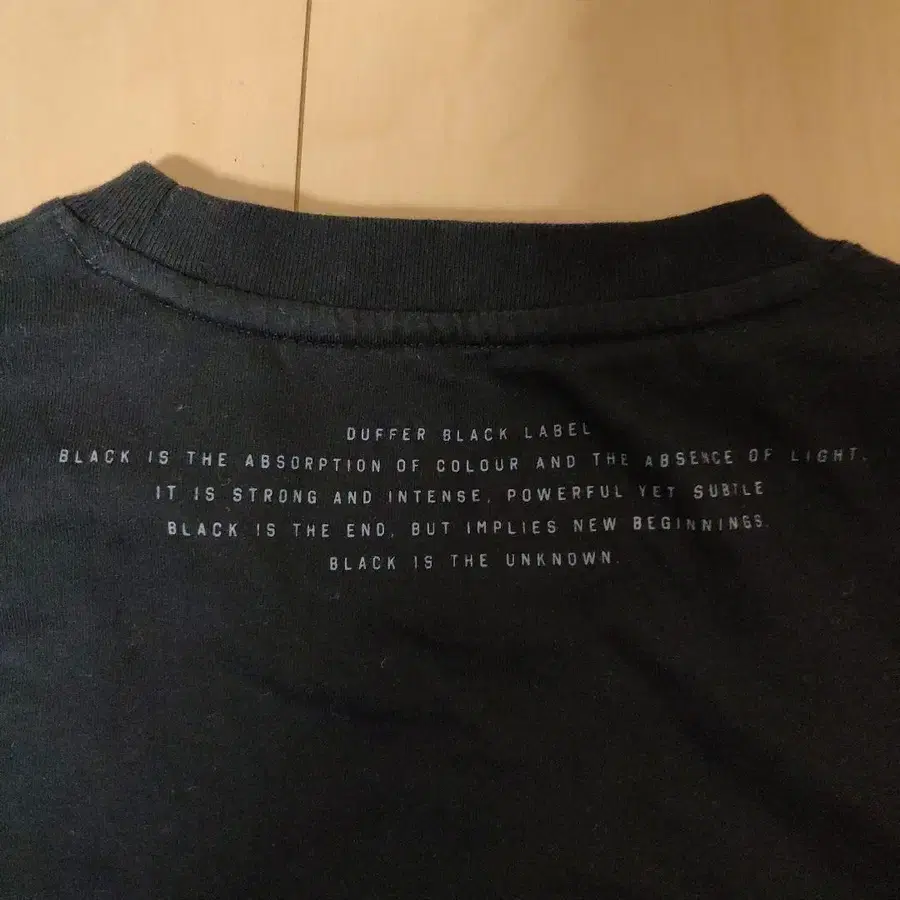 DUFFER BLACK LABEL
BLACK IS THE ABSORPTION OF COLOUR AND THE ABSENCE OF LIGHT.
IT IS STRONG AND INTENSE, POWERFUL YET SUBTLE
BLACK IS THE END, BUT IMPLIES NEW BEGINNINGS.
BLACK IS THE UNKNOWN.